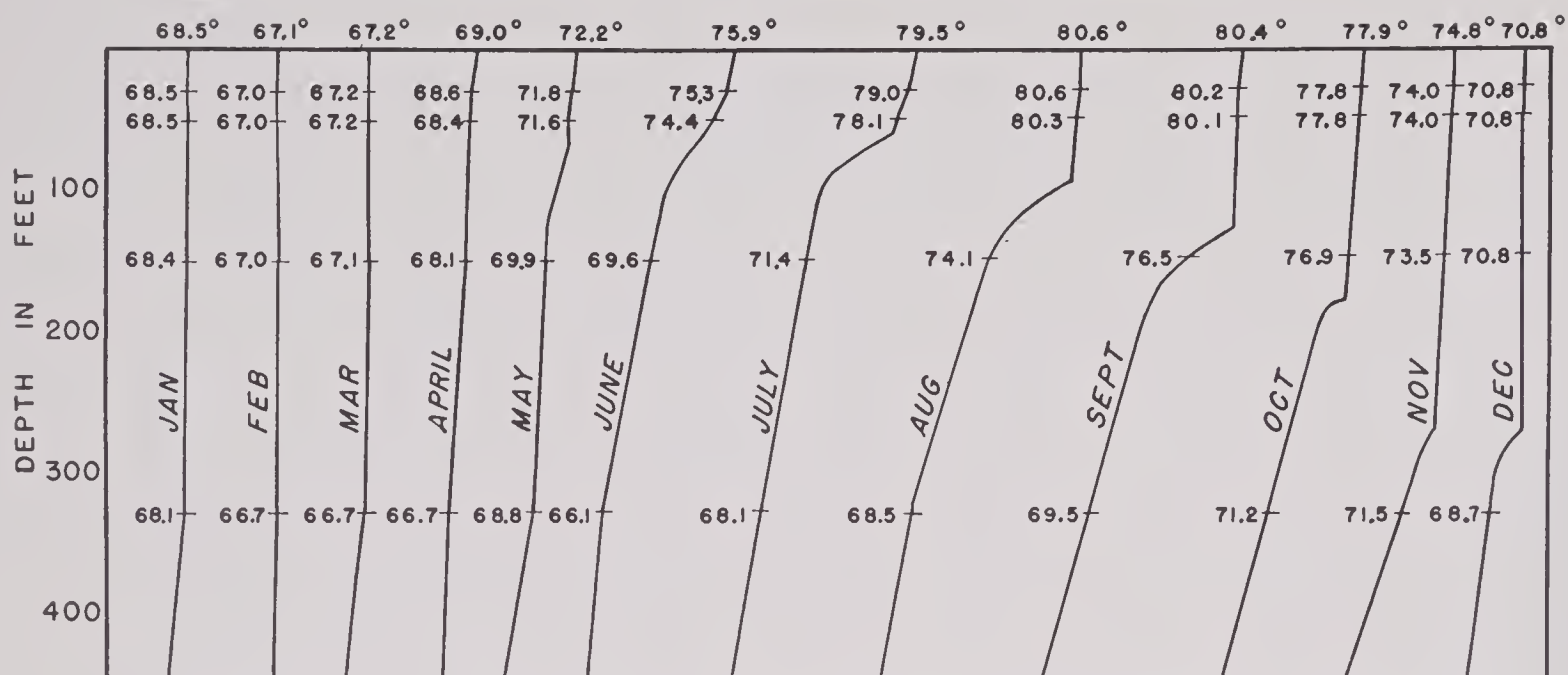 68.5° 67.1° 67.2° 69.0° 72.2° 75.9° 79.5° 80.6° 80.4° 77.9° 74.8° 70.8°
68.5 67.0 67.2 68.6 71.8 75.3 79.0 80.6 80.2 77.8 74.0 70.8
68.5 67.0 67.2 68.4 71.6 74.4 78.1 80.3 80.1 77.8 74.0 70.8
100
68.4 67.0 67.1 68.1 69.9 69.6 71.4 74.1 76.5 76.9 73.5 70.8
200
JAN FEB MAR APRIL MAY JUNE JULY AUG SEPT OCT NOV DEC
300
68.1 66.7 66.7 66.7 68.8 66.1 68.1 68.5 69.5 71.2 71.5 68.7
400
DEPTH IN FEET